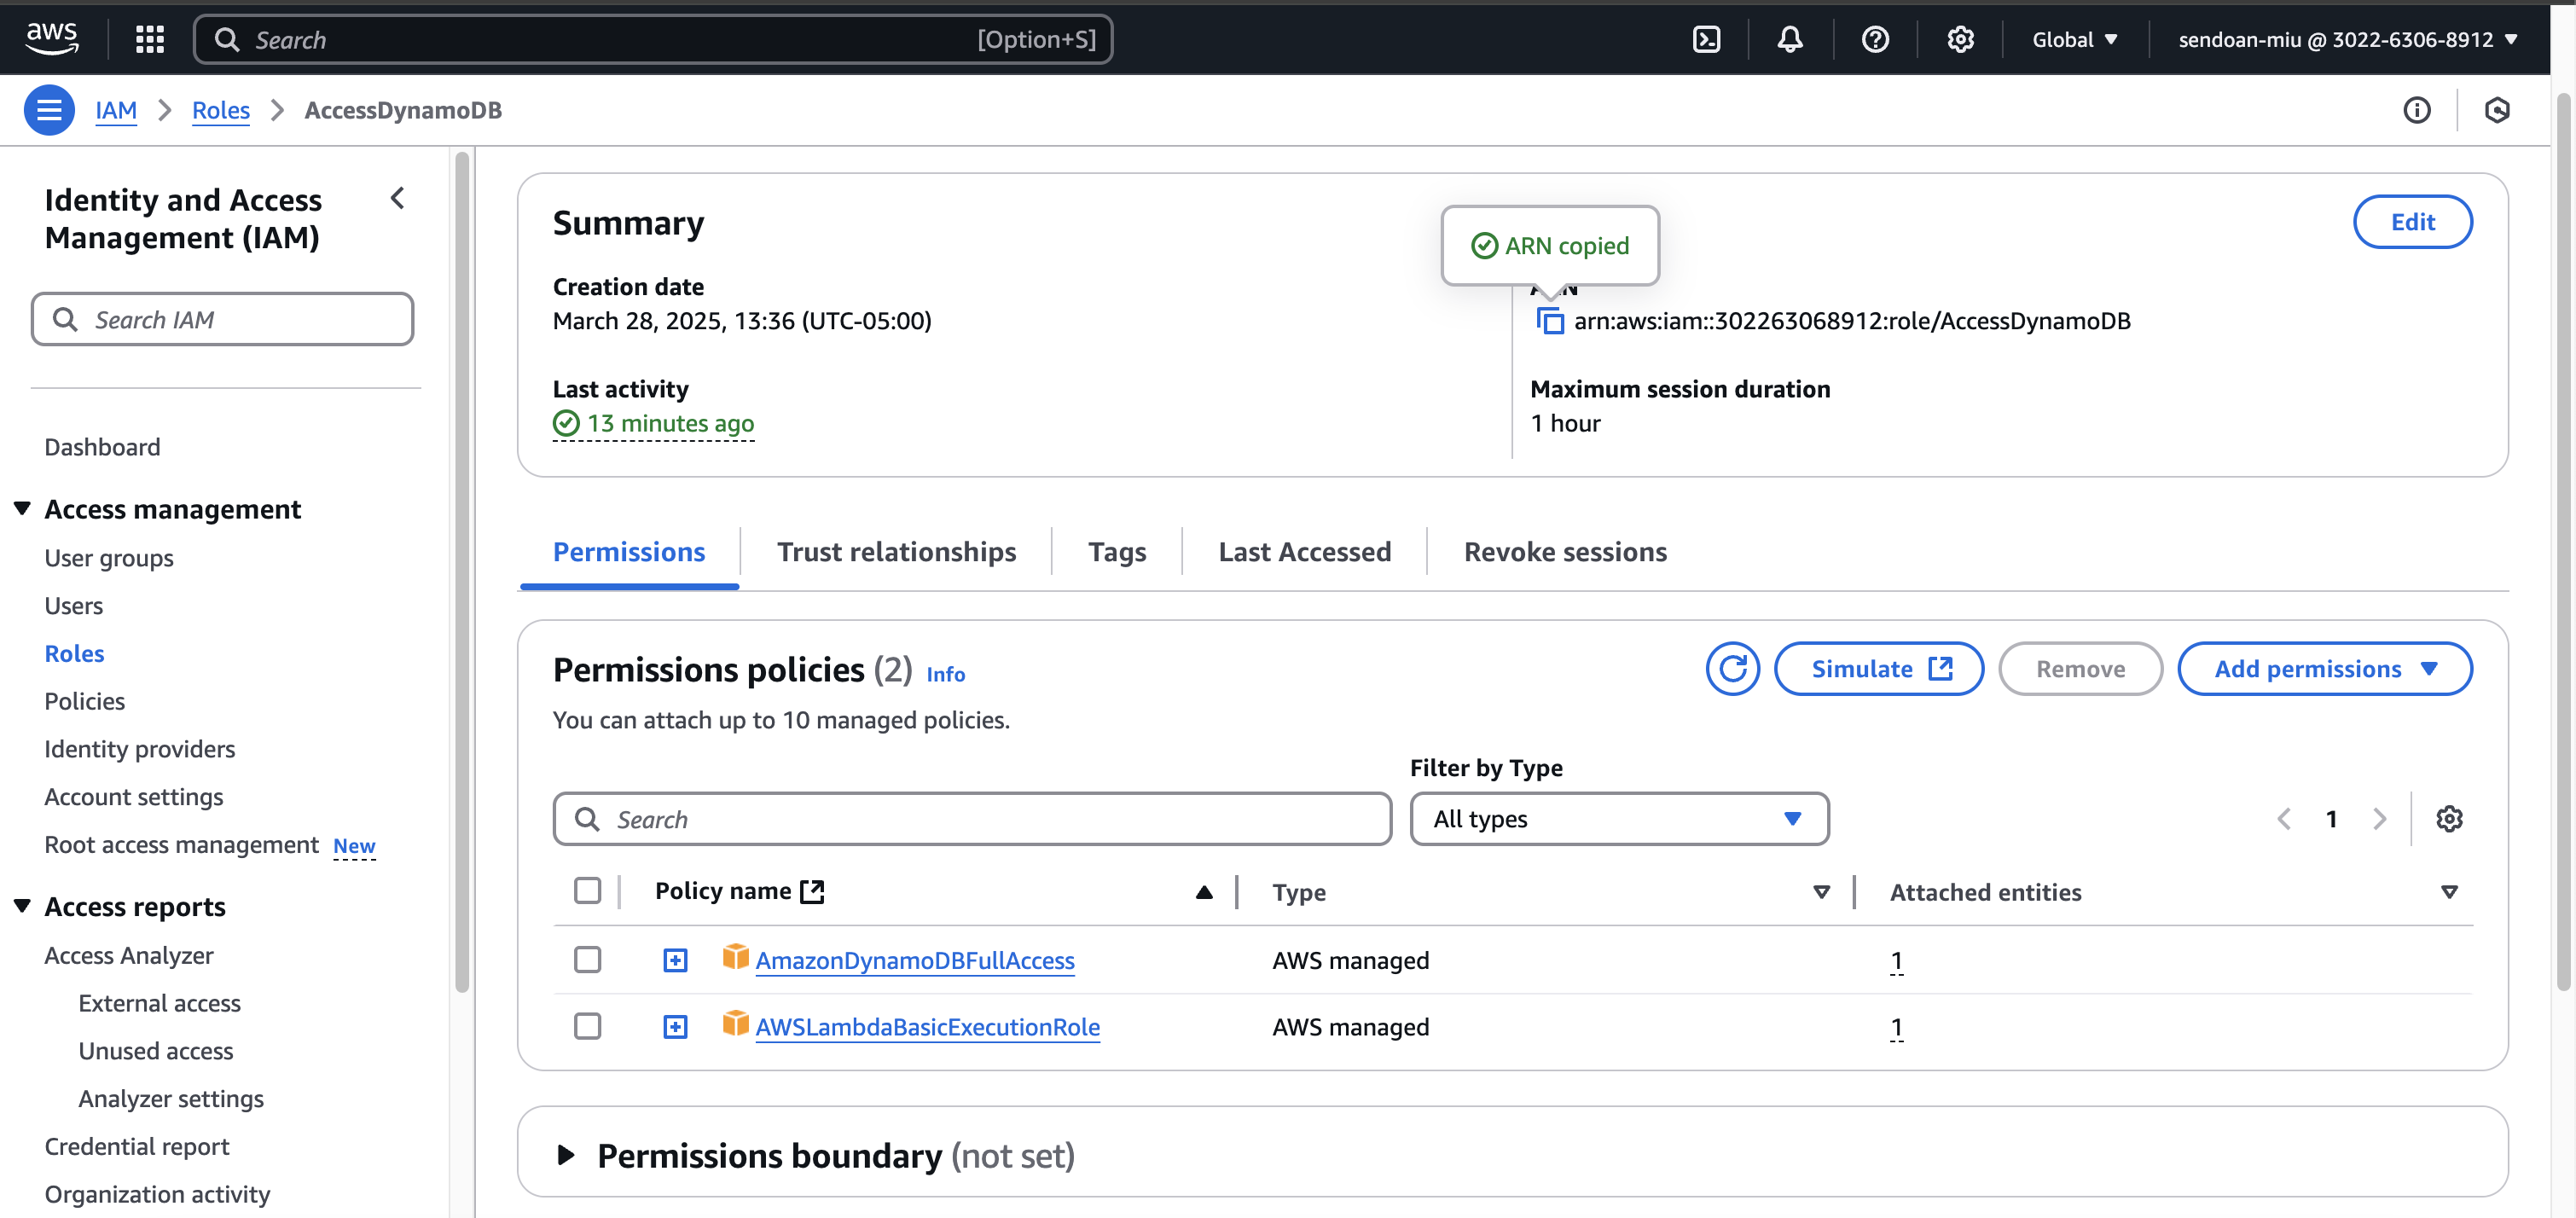 aws
Search
[Option+S]
Global
sendoan-miu @ 3022-6306-8912
IAM
Roles
AccessDynamoDB
Identity and Access
Management (IAM)
Search IAM
Dashboard
Access management
User groups
Users
Roles
Policies
Identity providers
Account settings
Root access management New
Access reports
Access Analyzer
External access
Unused access
Analyzer settings
Credential report
Organization activity
Summary
Edit
ARN copied
Creation date
March 28, 2025, 13:36 (UTC-05:00)
arn:aws:iam::302263068912:role/AccessDynamoDB
Last activity
13 minutes ago
Maximum session duration
1 hour
Permissions
Trust relationships
Tags
Last Accessed
Revoke sessions
Permissions policies (2) Info
You can attach up to 10 managed policies.
Simulate
Remove
Add permissions
Filter by Type
Search
All types
1
Policy name
Type
Attached entities
AmazonDynamoDBFullAccess
AWS managed
1
AWSLambdaBasicExecutionRole
AWS managed
1
Permissions boundary (not set)